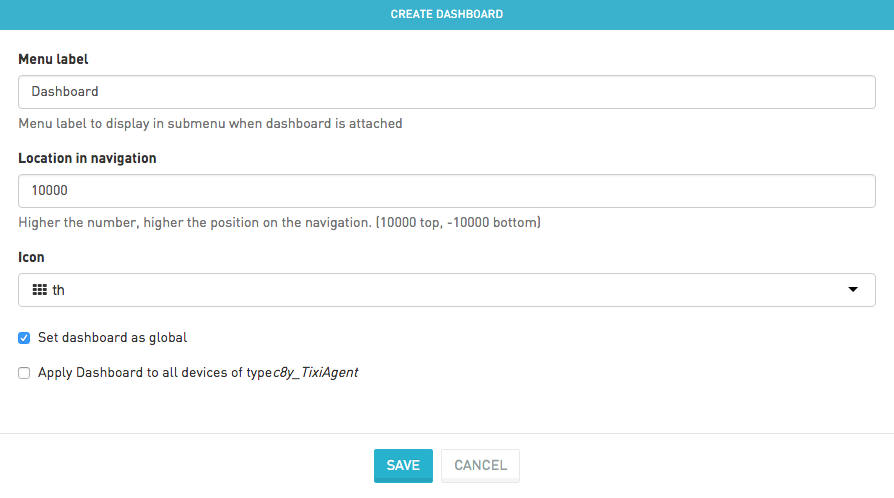 CREATE DASHBOARD
Menu label
Dashboard
Menu label to display in submenu when dashboard is attached
Location in navigation
10000
Higher the number, higher the position on the navigation. (10000 top, -10000 bottom)
Icon
th
Set dashboard as global
Apply Dashboard to all devices of typec8y_TixiAgent
SAVE CANCEL